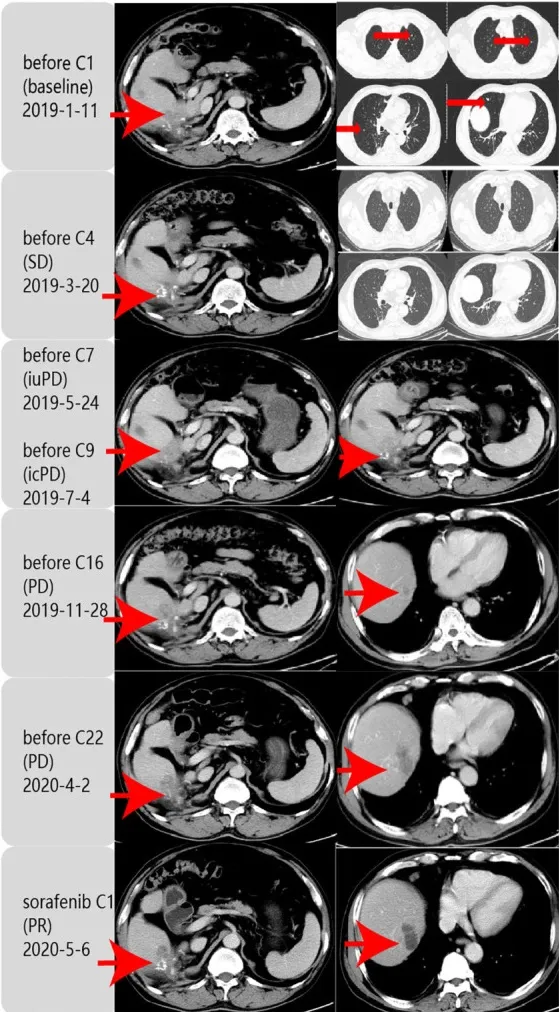 before C1
(baseline)
2019-1-11
before C4
(SD)
2019-3-20
before C7
(iuPD)
2019-5-24
before C9
(icPD)
2019-7-4
before C16
(PD)
2019-11-28
before C22
(PD)
2020-4-2
sorafenib C1
(PR)
2020-5-6